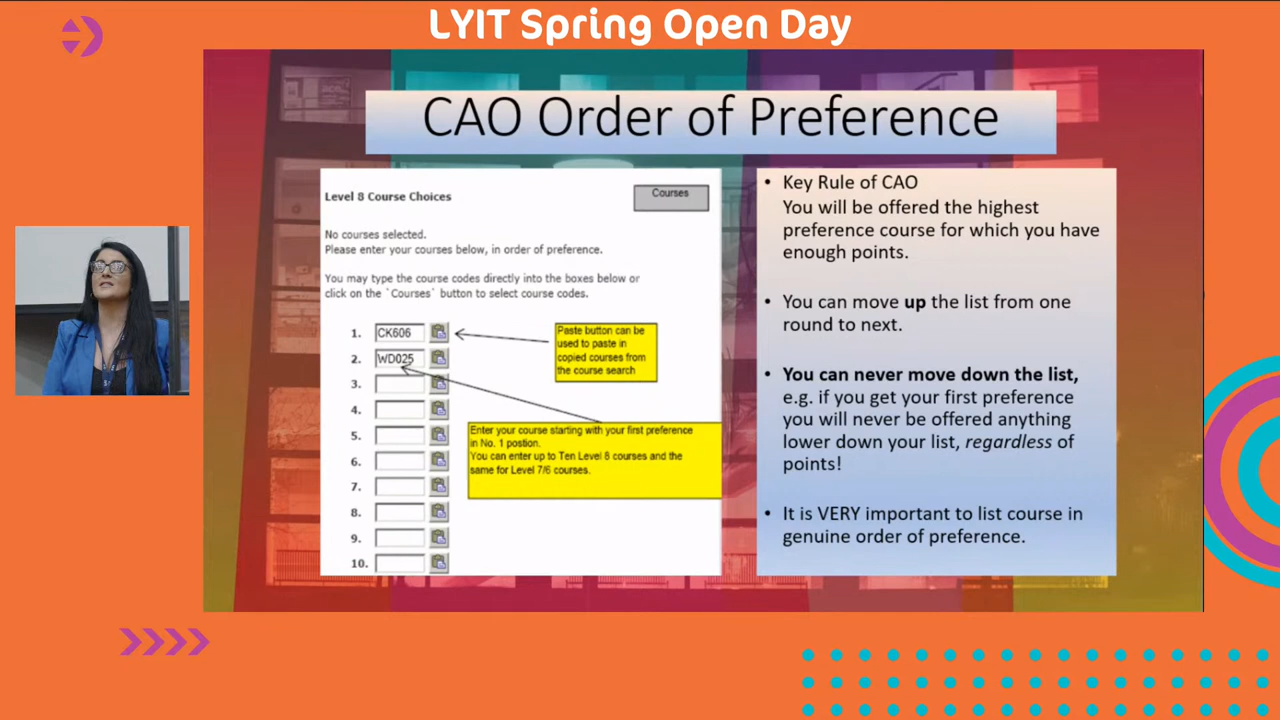 LYIT Spring Open Day
CAO Order of Preference
Level 8 Course Choices
Courses
No courses selected.
Please enter your courses below, in order of preference.
You may type the course codes directly into the boxes below or
click on the `Courses` button to select course codes.
1. CK606
2. WD025
3.
4.
5.
6.
7.
8.
9.
10.
Paste button can be
used to paste in
copied courses from
the course search
Enter your course starting with your first preference
in No. 1 postion.
You can enter up to Ten Level 8 courses and the
same for Level 7/6 courses.
• Key Rule of CAO
You will be offered the highest
preference course for which you have
enough points.
• You can move up the list from one
round to next.
• You can never move down the list,
e.g. if you get your first preference
you will never be offered anything
lower down your list, regardless of
points!
• It is VERY important to list course in
genuine order of preference.